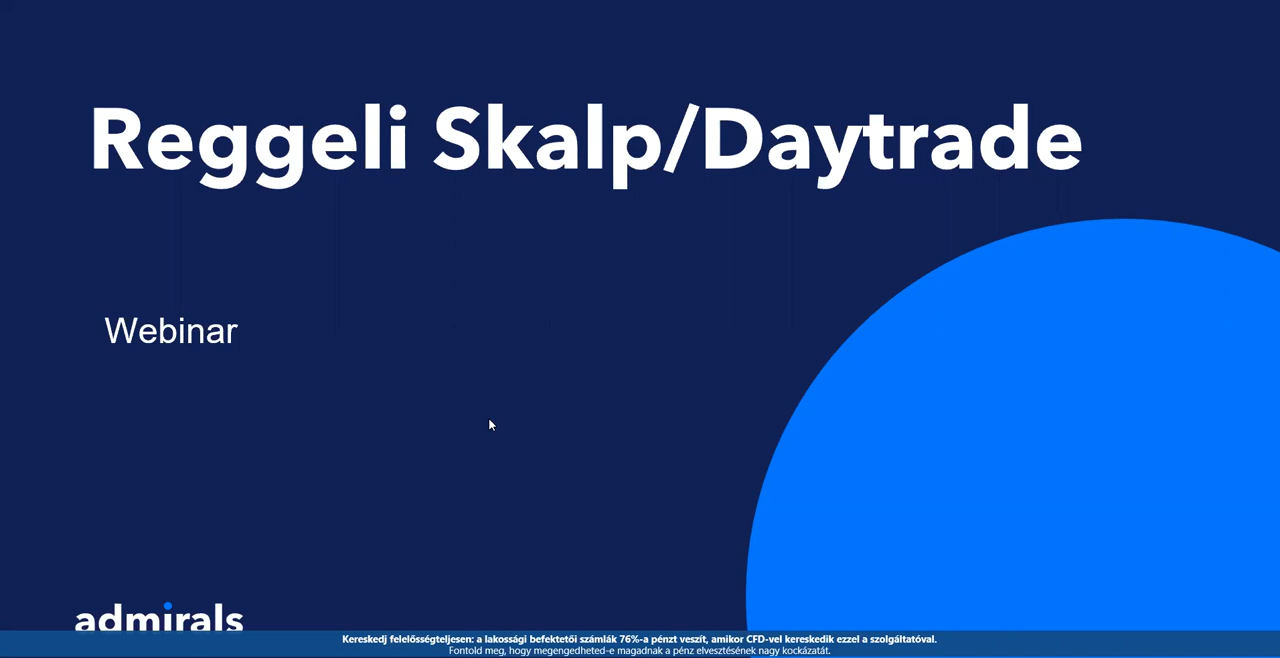 Reggeli Skalp/Daytrade
Webinar
admirals
Kereskedj felelősségteljesen: a lakossági befektetői számlák 76%-a pénzt veszít, amikor CFD-vel kereskedik ezzel a szolgáltatóval.
Fontold meg, hogy megengedheted-e magadnak a pénz elvesztésének nagy kockázatát.